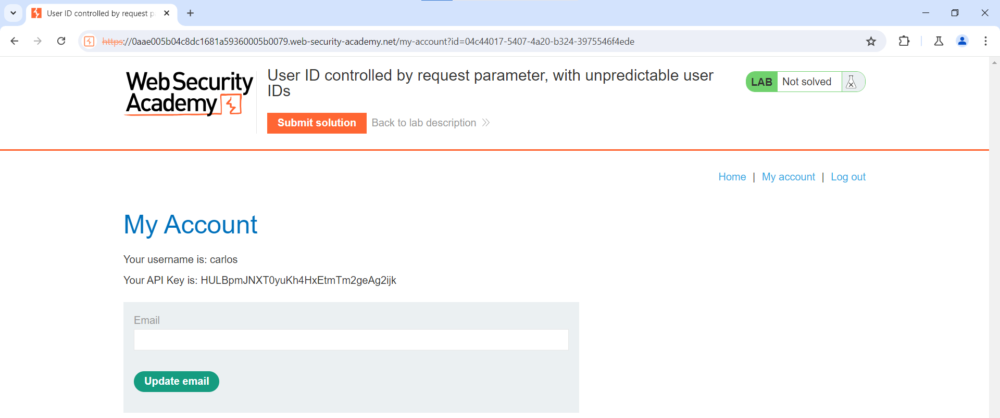 User ID controlled by request p
https://0aae005b04c8dc1681a59360005b0079.web-security-academy.net/my-account?id=04c44017-5407-4a20-b324-3975546f4ede
Web Security
Academy
User ID controlled by request parameter, with unpredictable user
IDs
LAB Not solved
Submit solution Back to lab description
Home | My account | Log out
My Account
Your username is: carlos
Your API Key is: HULBpmJNXT0yuKh4HxEtmTm2geAg2ijk
Email
Update email